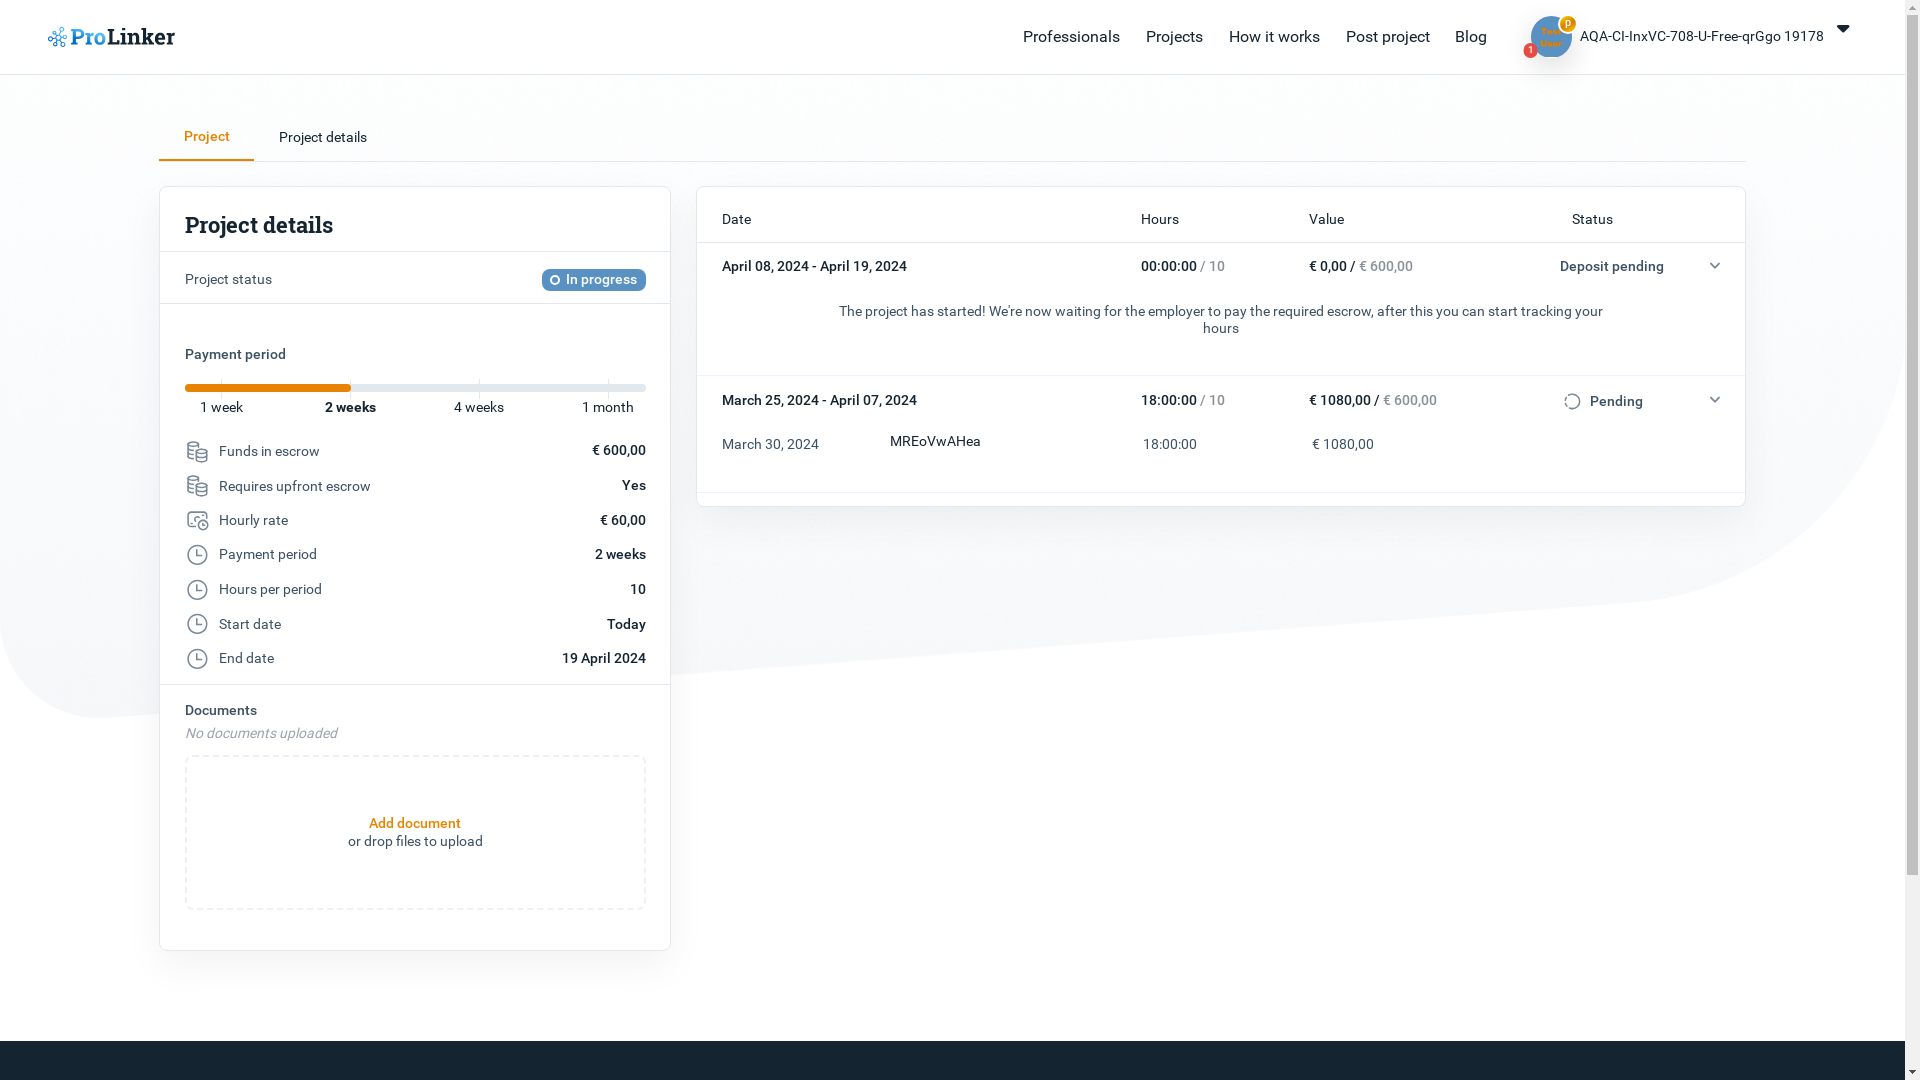 ProLinker
Professionals
Projects
How it works
Post project
Blog
p
Test
User
1
AQA-CI-InxVC-708-U-Free-qrGgo 19178
Project
Project details
Project details
Project status
In progress
Payment period
1 week
2 weeks
4 weeks
1 month
Funds in escrow
€ 600,00
Requires upfront escrow
Yes
Hourly rate
€ 60,00
Payment period
2 weeks
Hours per period
10
Start date
Today
End date
19 April 2024
Documents
No documents uploaded
Add document
or drop files to upload
Date
Hours
Value
Status
April 08, 2024 - April 19, 2024
00:00:00 / 10
€ 0,00 / € 600,00
Deposit pending
The project has started! We're now waiting for the employer to pay the required escrow, after this you can start tracking your
hours
March 25, 2024 - April 07, 2024
18:00:00 / 10
€ 1080,00 / € 600,00
Pending
March 30, 2024
MREoVwAHea
18:00:00
€ 1080,00